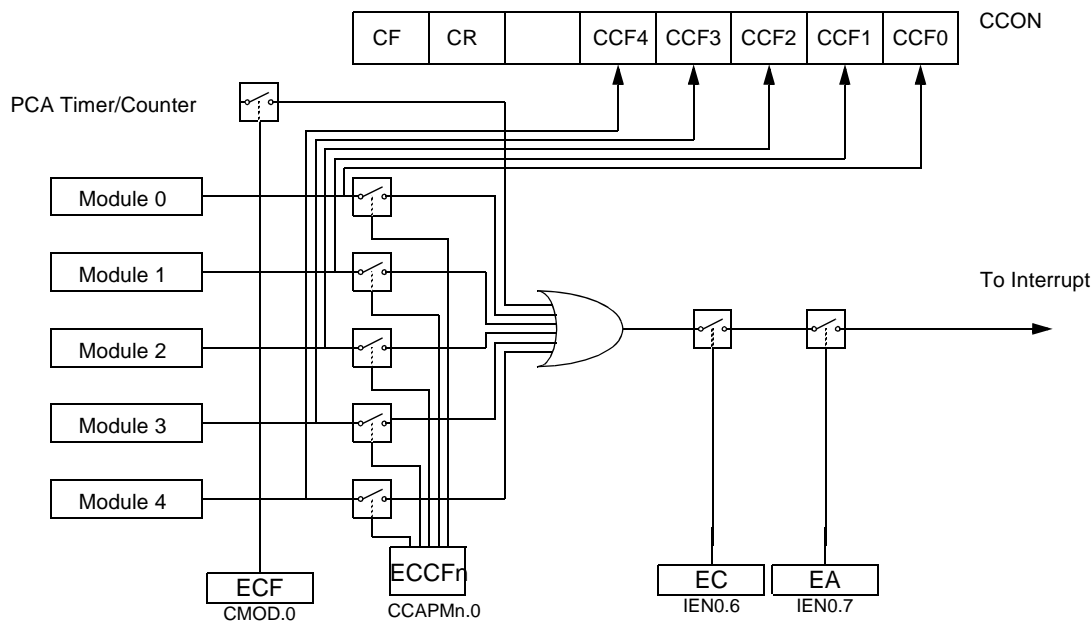 CF CR CCF4 CCF3 CCF2 CCF1 CCF0
CCON
PCA Timer/Counter
Module 0
Module 1
To Interrupt
Module 2
Module 3
Module 4
ECF
CMOD.0
ECCFn
CCAPMn.0
EC
IEN0.6
EA
IEN0.7